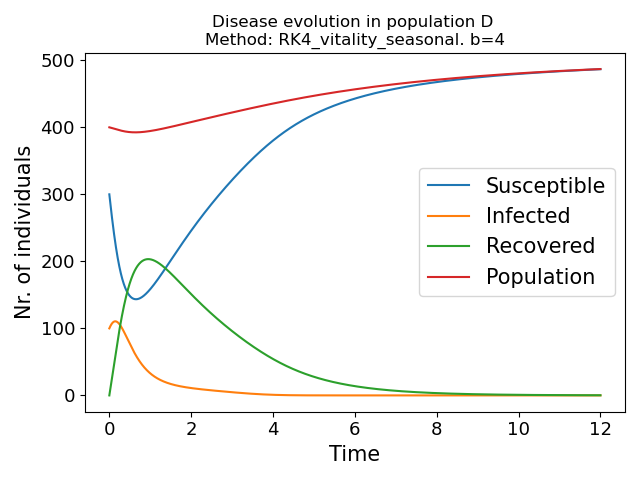 Disease evolution in population D
Method: RK4_vitality_seasonal. b=4
500
400
300
200
100
0
Nr. of individuals
Susceptible
Infected
Recovered
Population
0 2 4 6 8 10 12
Time